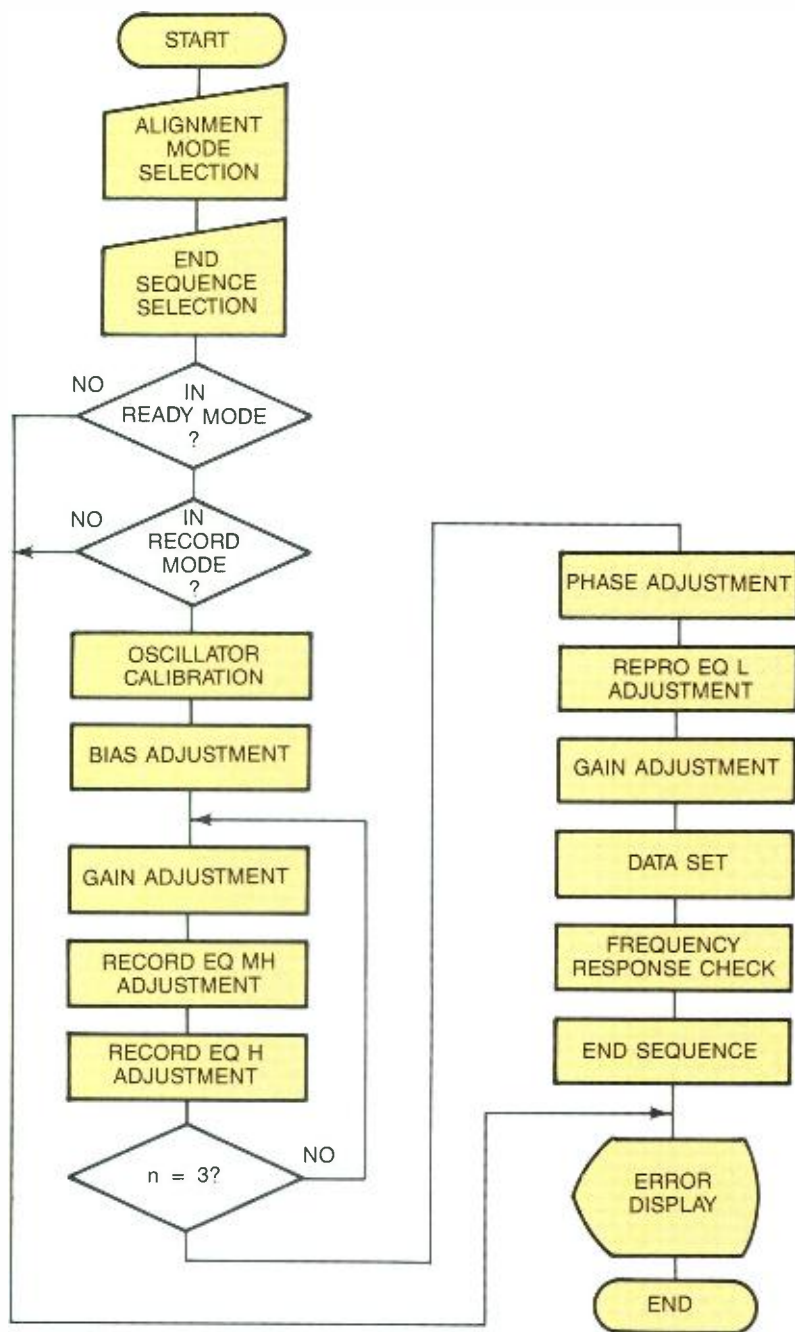 START
ALIGNMENT
MODE
SELECTION
END
SEQUENCE
SELECTION
NO
IN
READY MODE
?
NO
IN
RECORD
MODE
?
OSCILLATOR
CALIBRATION
BIAS ADJUSTMENT
GAIN ADJUSTMENT
RECORD EQ MH
ADJUSTMENT
RECORD EQ H
ADJUSTMENT
n = 3?
NO
PHASE ADJUSTMENT
REPRO EQ L
ADJUSTMENT
GAIN ADJUSTMENT
DATA SET
FREQUENCY
RESPONSE CHECK
END SEQUENCE
ERROR
DISPLAY
END